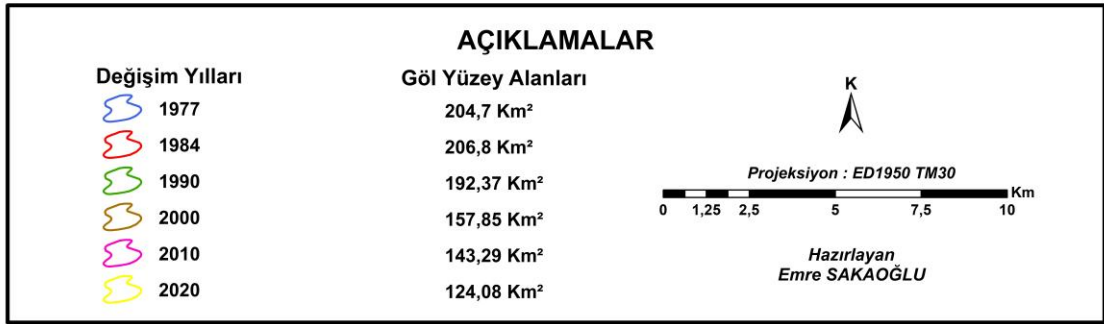 AÇIKLAMALAR
Değişim Yılları Göl Yüzey Alanları
1977 204,7 Km²
1984 206,8 Km²
1990 192,37 Km²
2000 157,85 Km²
2010 143,29 Km²
2020 124,08 Km²
K
Projeksiyon : ED1950 TM30
Km
0 1,25 2,5 5 7,5 10
Hazırlayan
Emre SAKAOĞLU